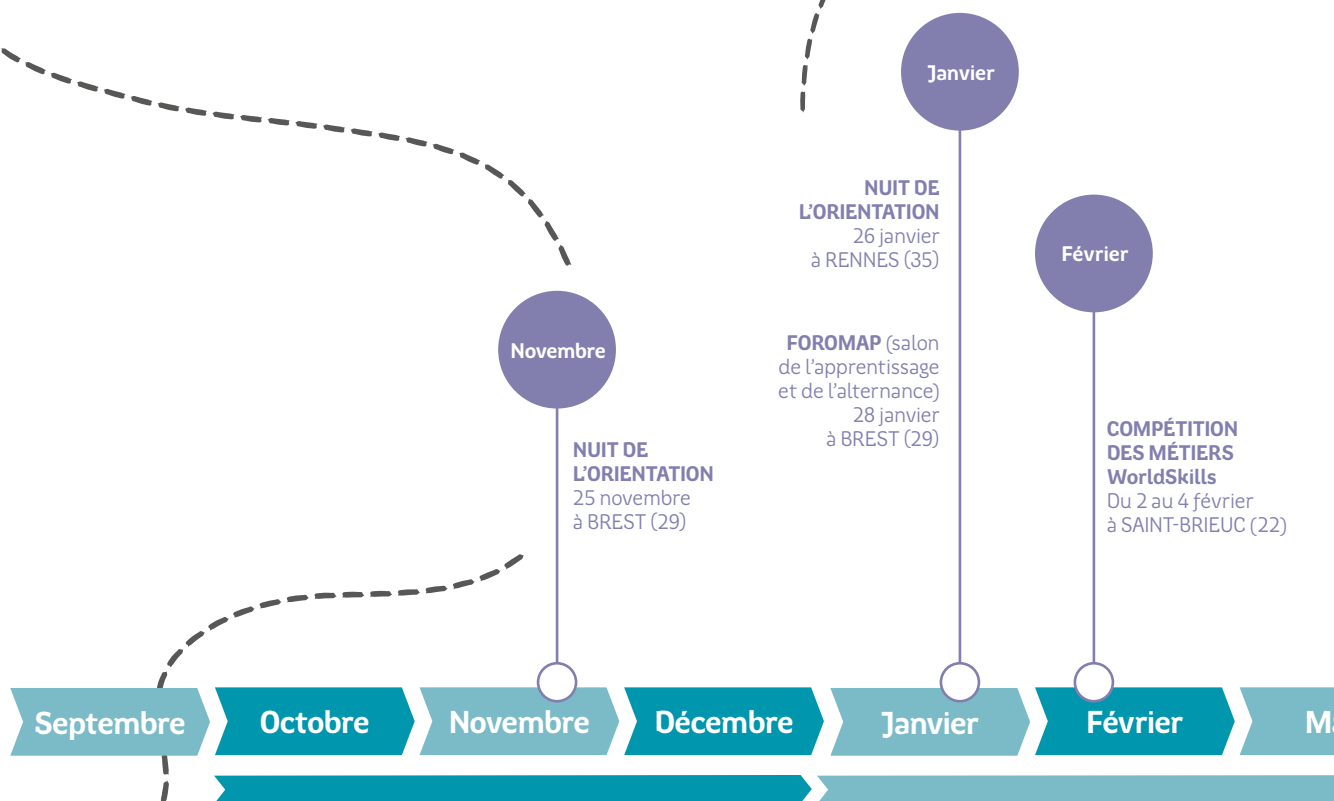 Janvier
NUIT DE
L'ORIENTATION
26 janvier
à RENNES (35)
FOROMAP (salon
de l'apprentissage
et de l'alternance)
28 janvier
à BREST (29)
Février
COMPÉTITION
DES MÉTIERS
WorldSkills
Du 2 au 4 février
à SAINT-BRIEUC (22)
Novembre
NUIT DE
L'ORIENTATION
25 novembre
à BREST (29)
Septembre
Octobre
Novembre
Décembre
Janvier
Février